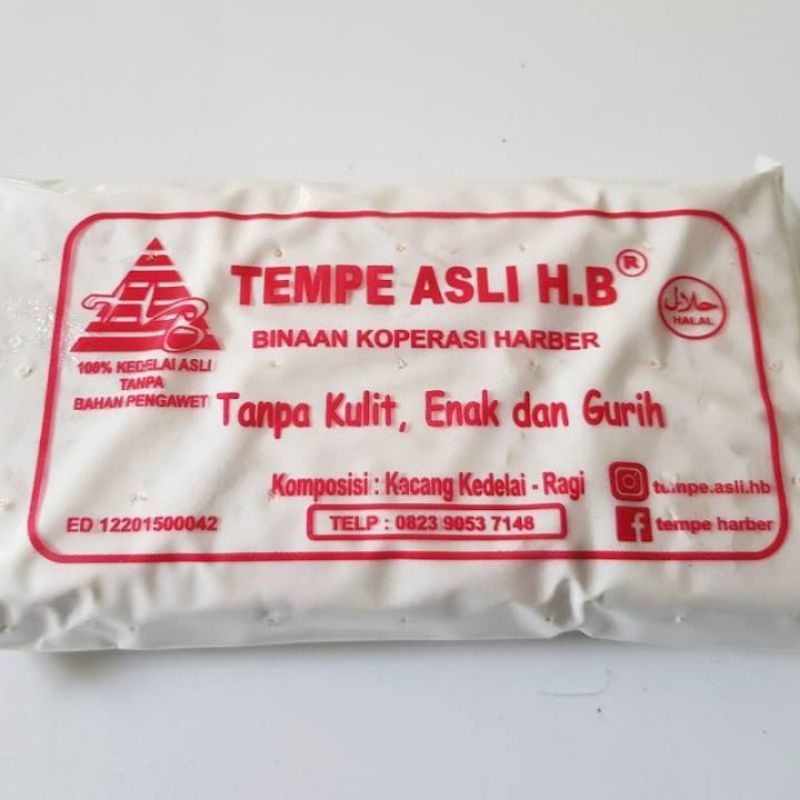 TEMPE ASLI H.B®
BINAAN KOPERASI HARBER
حلال
HALAL
100% KEDELAI ASLI
TANPA
BAHAN PENGAWET
Tanpa Kulit, Enak dan Gurih
Komposisi : Kacang Kedelai - Ragi
tempe.asli.hb
ED 12201500042
TELP : 0823 9053 7148
tempe harber